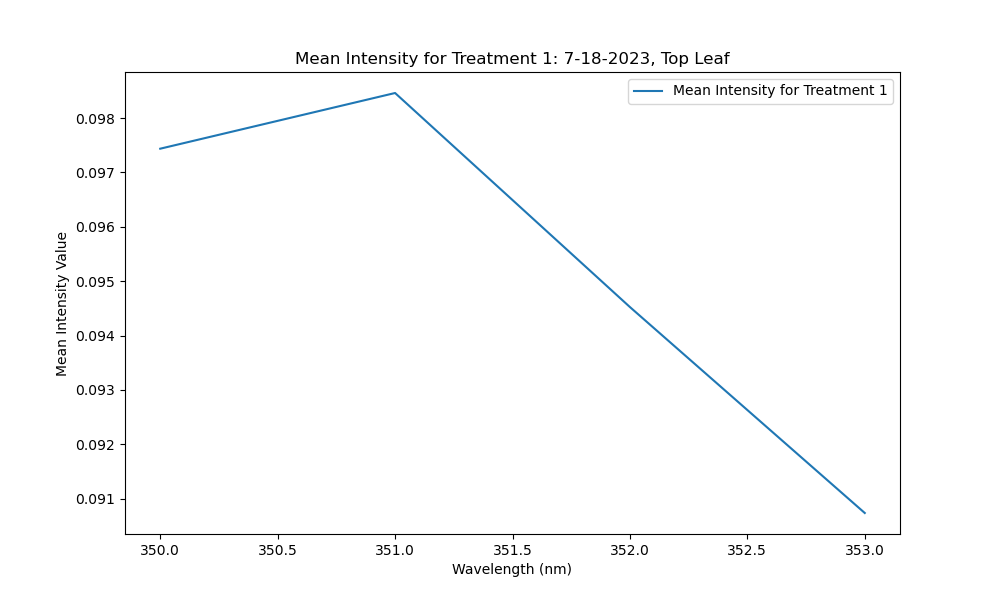 Mean Intensity for Treatment 1: 7-18-2023, Top Leaf
Mean Intensity for Treatment 1
0.098
0.097
0.096
0.095
0.094
0.093
0.092
0.091
Mean Intensity Value
350.0 350.5 351.0 351.5 352.0 352.5 353.0
Wavelength (nm)